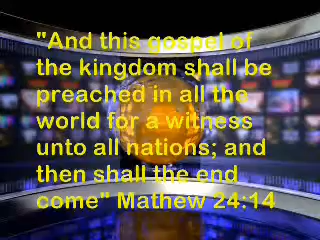 "And this gospel of
the kingdom shall be
preached in all the
world for a witness
unto all nations; and
then shall the end
come" Mathew 24:14